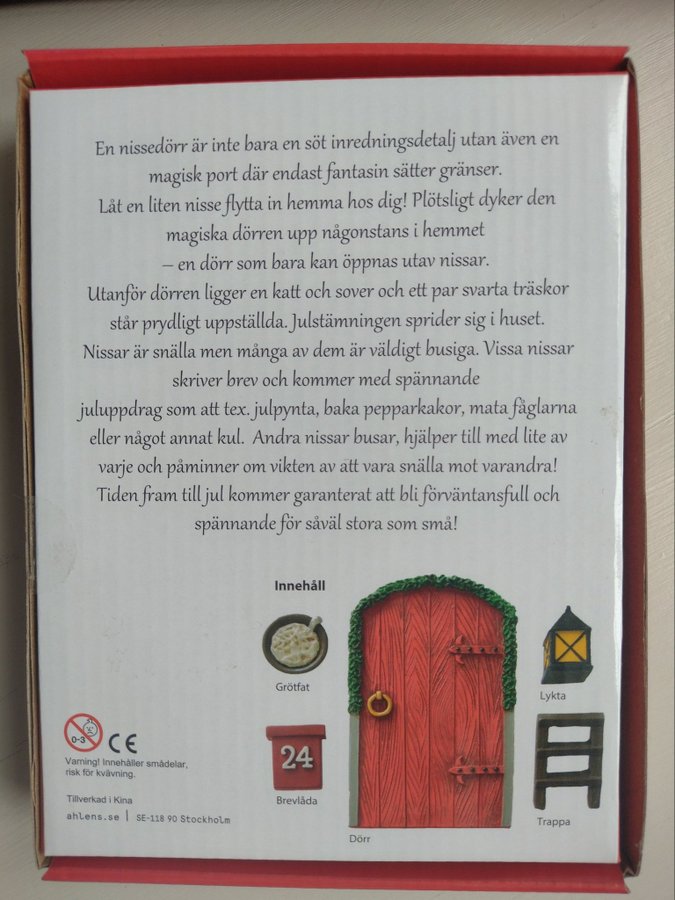 En nissedörr är inte bara en söt inredningsdetalj utan även en
magisk port där endast fantasin sätter gränser.
Låt en liten nisse flytta in hemma hos dig! Plötsligt dyker den
magiska dörren upp någonstans i hemmet
– en dörr som bara kan öppnas utav nissar.
Utanför dörren ligger en katt och sover och ett par svarta träskor
står prydligt uppställda. Julstämningen sprider sig i huset.
Nissar är snälla men många av dem är väldigt busiga. Vissa nissar
skriver brev och kommer med spännande
juluppdrag som att tex. julpynta, baka pepparkakor, mata fåglarna
eller något annat kul. Andra nissar busar, hjälper till med lite av
varje och påminner om vikten av att vara snälla mot varandra!
Tiden fram till jul kommer garanterat att bli förväntansfull och
spännande för såväl stora som små!
Innehåll
Grötfat
Lykta
24
Brevlåda
Trappa
Dörr
0-3
CE
Varning! Innehåller smådelar,
risk för kvävning.
Tillverkad i Kina
ahlens.se | SE-118 90 Stockholm